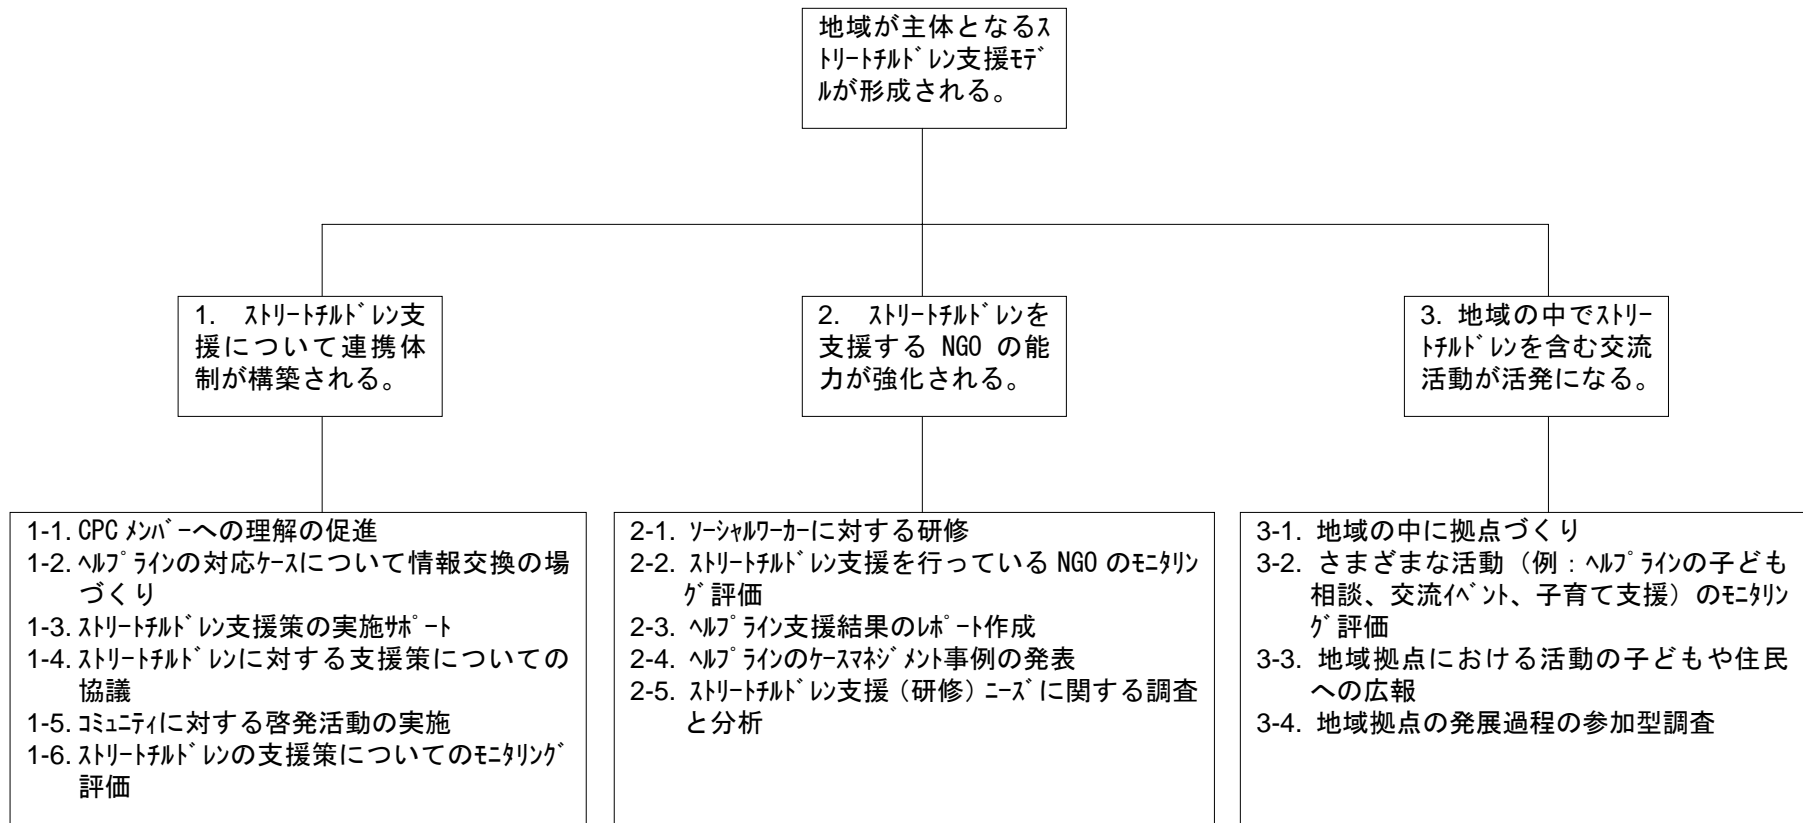 地域が主体となるｽ
ﾄﾘｰﾄﾁﾙﾄﾞﾚﾝ支援ﾓﾃﾞ
ﾙが形成される。
1. ｽﾄﾘｰﾄﾁﾙﾄﾞﾚﾝ支
援について連携体
制が構築される。
2. ｽﾄﾘｰﾄﾁﾙﾄﾞﾚﾝを
支援する NGO の能
力が強化される。
3. 地域の中でｽﾄﾘｰ
ﾄﾁﾙﾄﾞﾚﾝを含む交流
活動が活発になる。
1-1. CPC ﾒﾝﾊﾞｰへの理解の促進
1-2. ﾍﾙﾌﾟﾗｲﾝの対応ｹｰｽについて情報交換の場
づくり
1-3. ｽﾄﾘｰﾄﾁﾙﾄﾞﾚﾝ支援策の実施ｻﾎﾟｰﾄ
1-4. ｽﾄﾘｰﾄﾁﾙﾄﾞﾚﾝに対する支援策についての
協議
1-5. ｺﾐｭﾆﾃｨに対する啓発活動の実施
1-6. ｽﾄﾘｰﾄﾁﾙﾄﾞﾚﾝの支援策についてのﾓﾆﾀﾘﾝｸﾞ
評価
2-1. ｿｰｼｬﾙﾜｰｶｰに対する研修
2-2. ｽﾄﾘｰﾄﾁﾙﾄﾞﾚﾝ支援を行っている NGO のﾓﾆﾀﾘﾝ
ｸﾞ評価
2-3. ﾍﾙﾌﾟﾗｲﾝ支援結果のﾚﾎﾟｰﾄ作成
2-4. ﾍﾙﾌﾟﾗｲﾝのｹｰｽﾏﾈｼﾞﾒﾝﾄ事例の発表
2-5. ｽﾄﾘｰﾄﾁﾙﾄﾞﾚﾝ支援（研修）ﾆｰｽﾞに関する調査
と分析
3-1. 地域の中に拠点づくり
3-2. さまざまな活動（例：ﾍﾙﾌﾟﾗｲﾝの子ども
相談、交流ｲﾍﾞﾝﾄ、子育て支援）のﾓﾆﾀﾘﾝ
ｸﾞ評価
3-3. 地域拠点における活動の子どもや住民
への広報
3-4. 地域拠点の発展過程の参加型調査